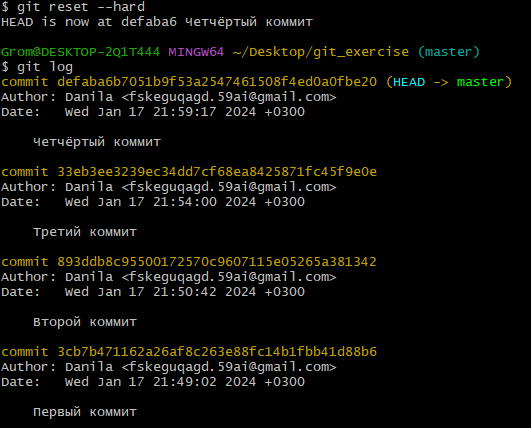 $ git reset --hard
HEAD is now at defaba6 Четчёртый коммит
Grom@DESKTOP-2Q1T444 MINGW64 ~/Desktop/git_exercise (master)
$ git log
commit defaba6b7051b9f53a2547461508f4ed0a0fbe20 (HEAD -> master)
Author: Danila <fskeguqagd.59ai@gmail.com>
Date:   Wed Jan 17 21:59:17 2024 +0300
Четчёртый коммит
commit 33eb3ee3239ec34dd7cf68ea8425871fc45f9e0e
Author: Danila <fskeguqagd.59ai@gmail.com>
Date:   Wed Jan 17 21:54:00 2024 +0300
Третий коммит
commit 893ddb8c95500172570c9607115e05265a381342
Author: Danila <fskeguqagd.59ai@gmail.com>
Date:   Wed Jan 17 21:50:42 2024 +0300
Второй коммит
commit 3cb7b471162a26af8c263e88fc14b1fbb41d88b6
Author: Danila <fskeguqagd.59ai@gmail.com>
Date:   Wed Jan 17 21:49:02 2024 +0300
Первый коммит